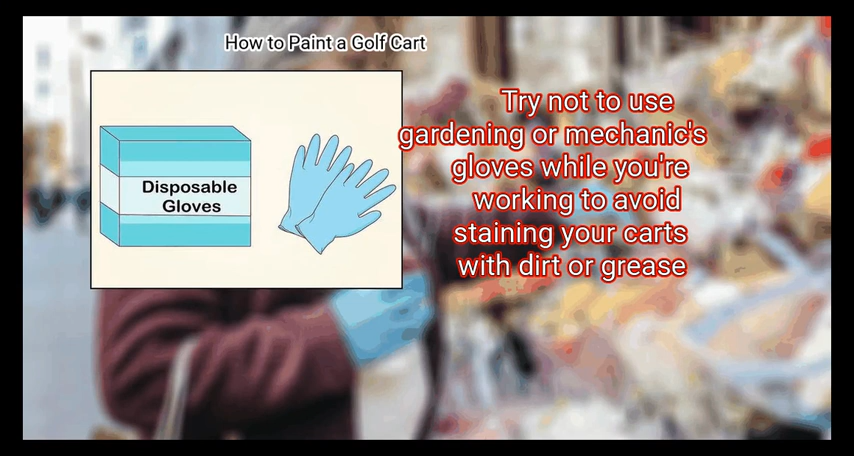 How to Paint a Golf Cart
Disposable
Gloves
Try not to use
gardening or mechanic's
gloves while you're
working to avoid
staining your carts
with dirt or grease